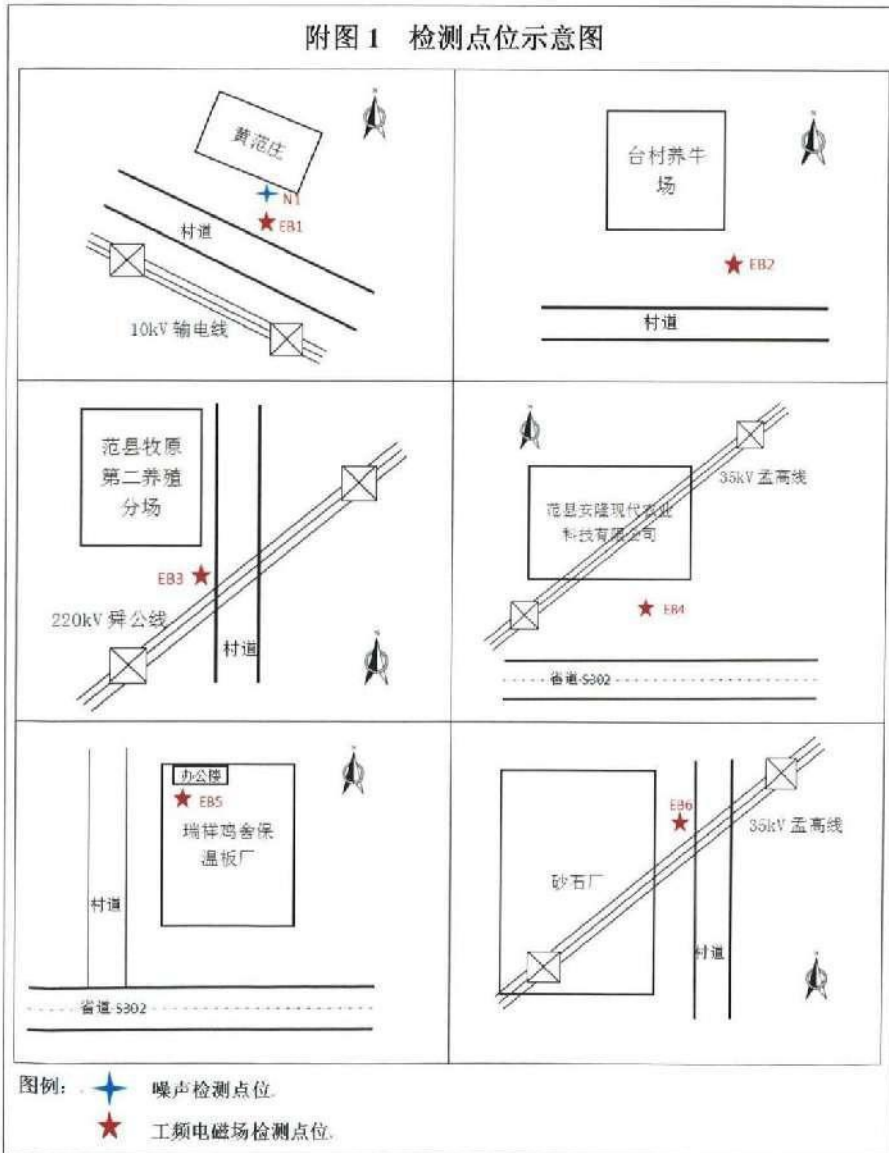 附图 1 检测点位示意图
N
黄范庄
N1
EB1
村道
10kV 输电线
N
台村养牛
场
EB2
村道
范县牧原
第二养殖
分场
EB3
220kV 舜公线
村道
N
N
35kV 孟高线
范县安隆现代农业
科技有限公司
EB4
省道 S302
办公楼
EB5
瑞祥鸡舍保
温板厂
村道
省道 S302
N
EB6
35kV 孟高线
砂石厂
村道
N
图例：
噪声检测点位
工频电磁场检测点位